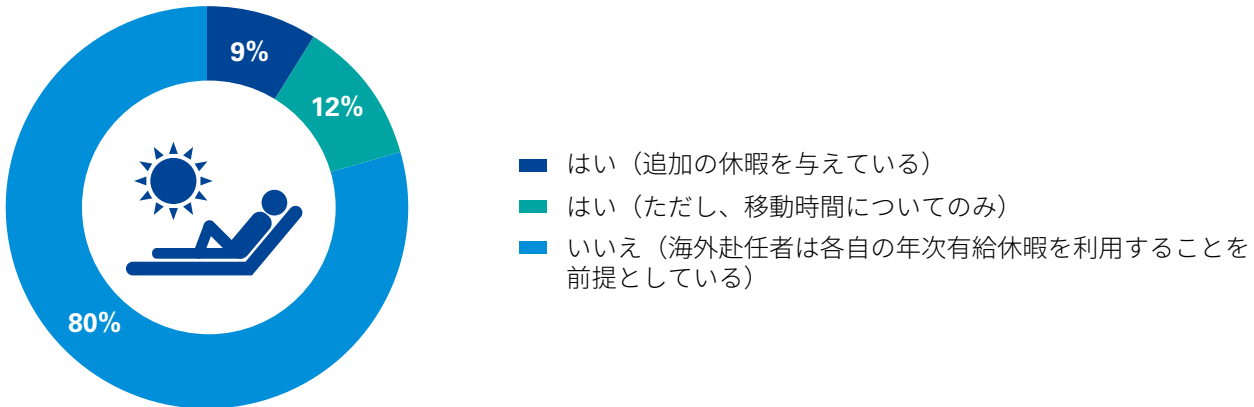 9%
12%
80%
はい（追加の休暇を与えている）
はい（ただし、移動時間についてのみ）
いいえ（海外赴任者は各自の年次有給休暇を利用することを
前提としている）